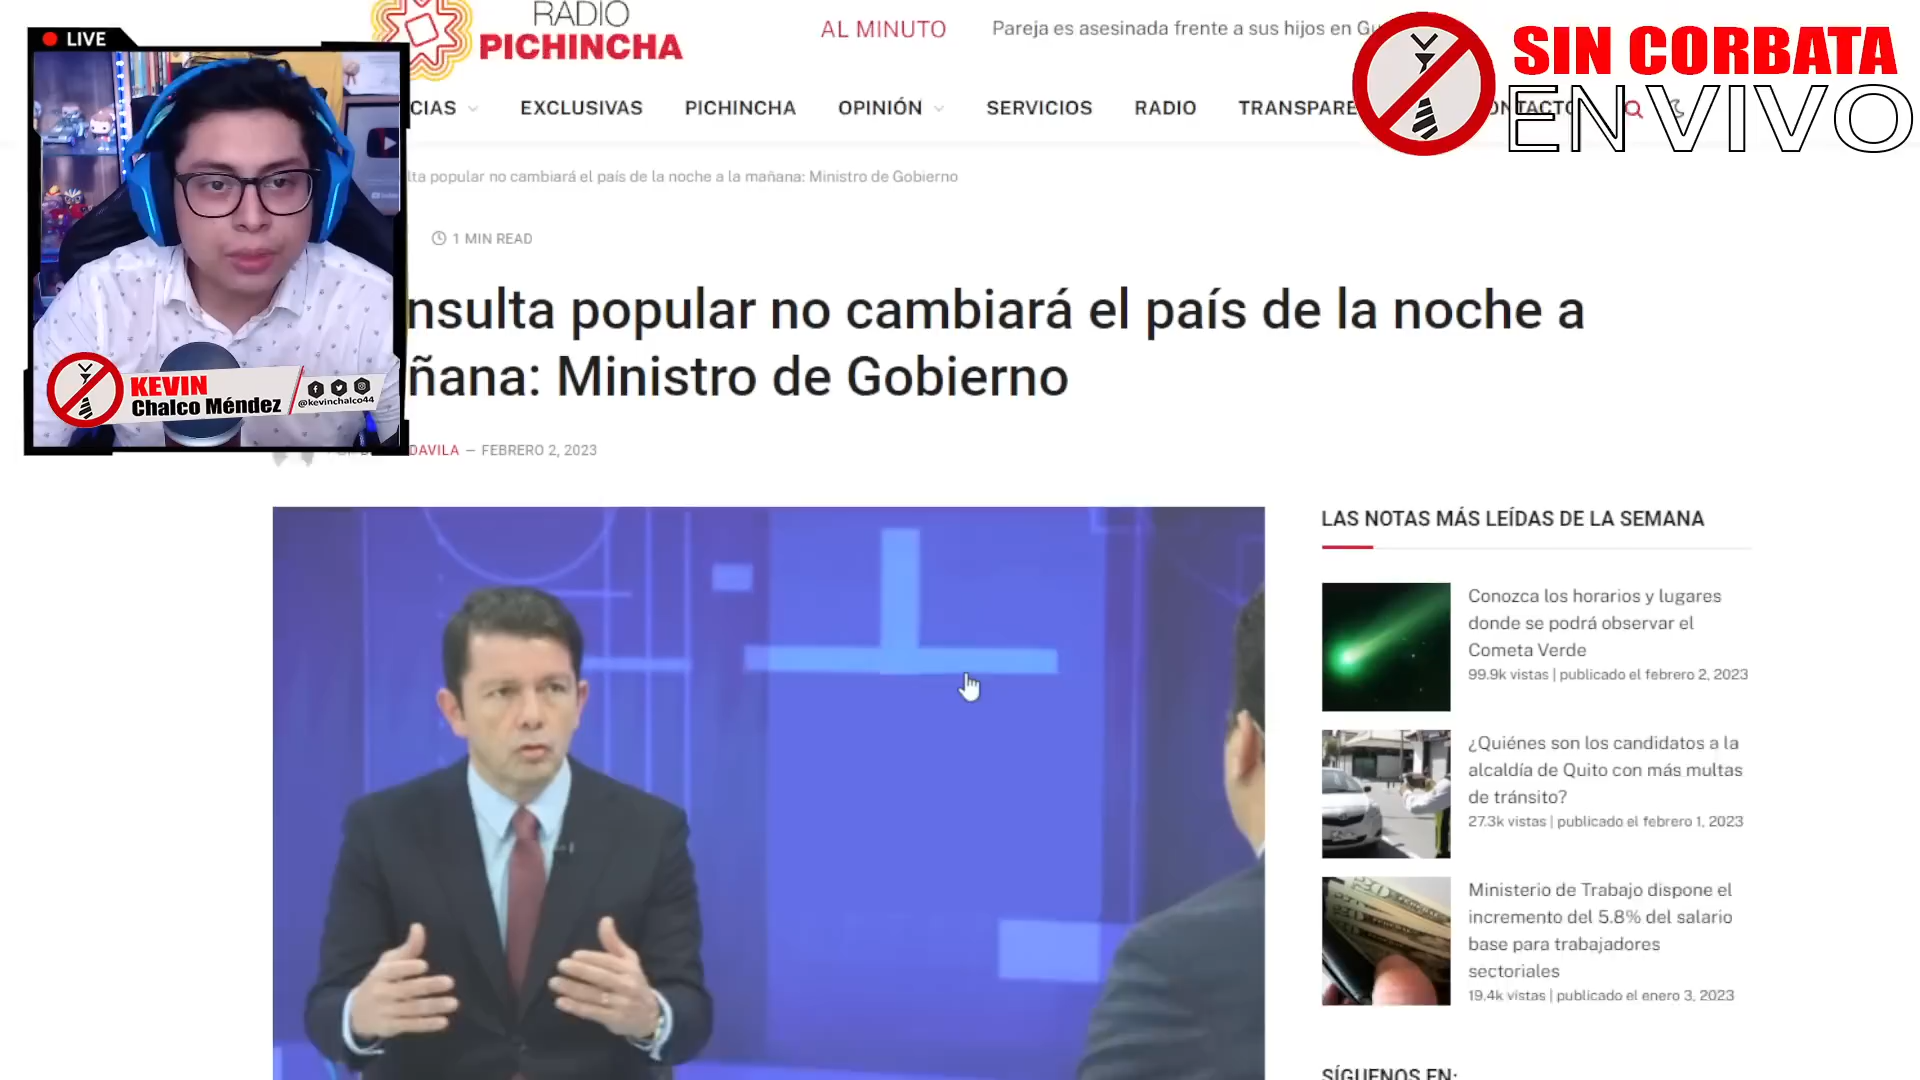 LIVE
RADIO
PICHINCHA
AL MINUTO
Pareja es asesinada frente a sus hijos en
SIN CORBATA
EN VIVO
CIAS
EXCLUSIVAS
PICHINCHA
OPINIÓN
SERVICIOS
RADIO
TRANSPARE
ONTACTO
lta popular no cambiará el país de la noche a la mañana: Ministro de Gobierno
1 MIN READ
nsulta popular no cambiará el país de la noche a
ñana: Ministro de Gobierno
KEVIN
Chalco Méndez
@kevinchalco44
DAVILA — FEBRERO 2, 2023
LAS NOTAS MÁS LEÍDAS DE LA SEMANA
Conozca los horarios y lugares
donde se podrá observar el
Cometa Verde
99.9k vistas | publicado el febrero 2, 2023
¿Quiénes son los candidatos a la
alcaldía de Quito con más multas
de tránsito?
27.3k vistas | publicado el febrero 1, 2023
Ministerio de Trabajo dispone el
incremento del 5.8% del salario
base para trabajadores
sectoriales
19.4k vistas | publicado el enero 3, 2023
SÍGUENOS EN: